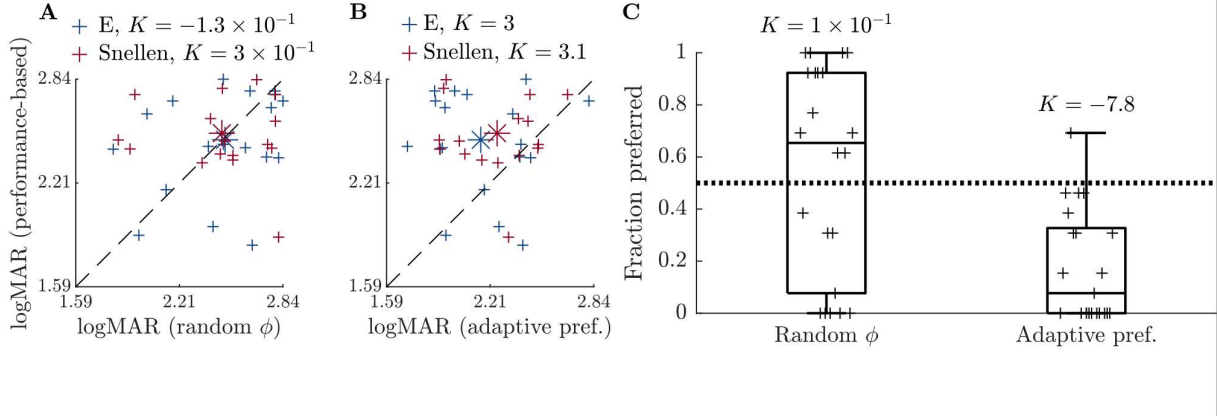 A
E, K = −1.3 × 10⁻¹
Snellen, K = 3 × 10⁻¹
logMAR (performance-based)
2.84
2.21
1.59
1.59 2.21 2.84
logMAR (random ϕ)
B
E, K = 3
Snellen, K = 3.1
2.84
2.21
1.59
1.59 2.21 2.84
logMAR (adaptive pref.)
C
K = 1 × 10⁻¹
K = −7.8
Fraction preferred
1
0.8
0.6
0.4
0.2
0
Random ϕ Adaptive pref.